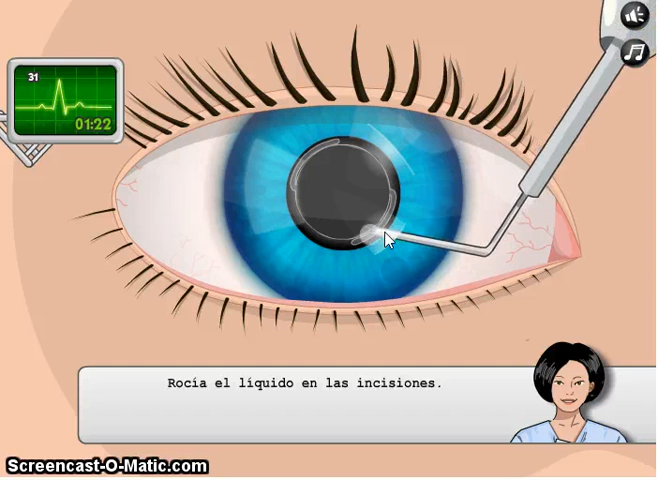 31
01:22
Rocía el líquido en las incisiones.
Screencast-O-Matic.com